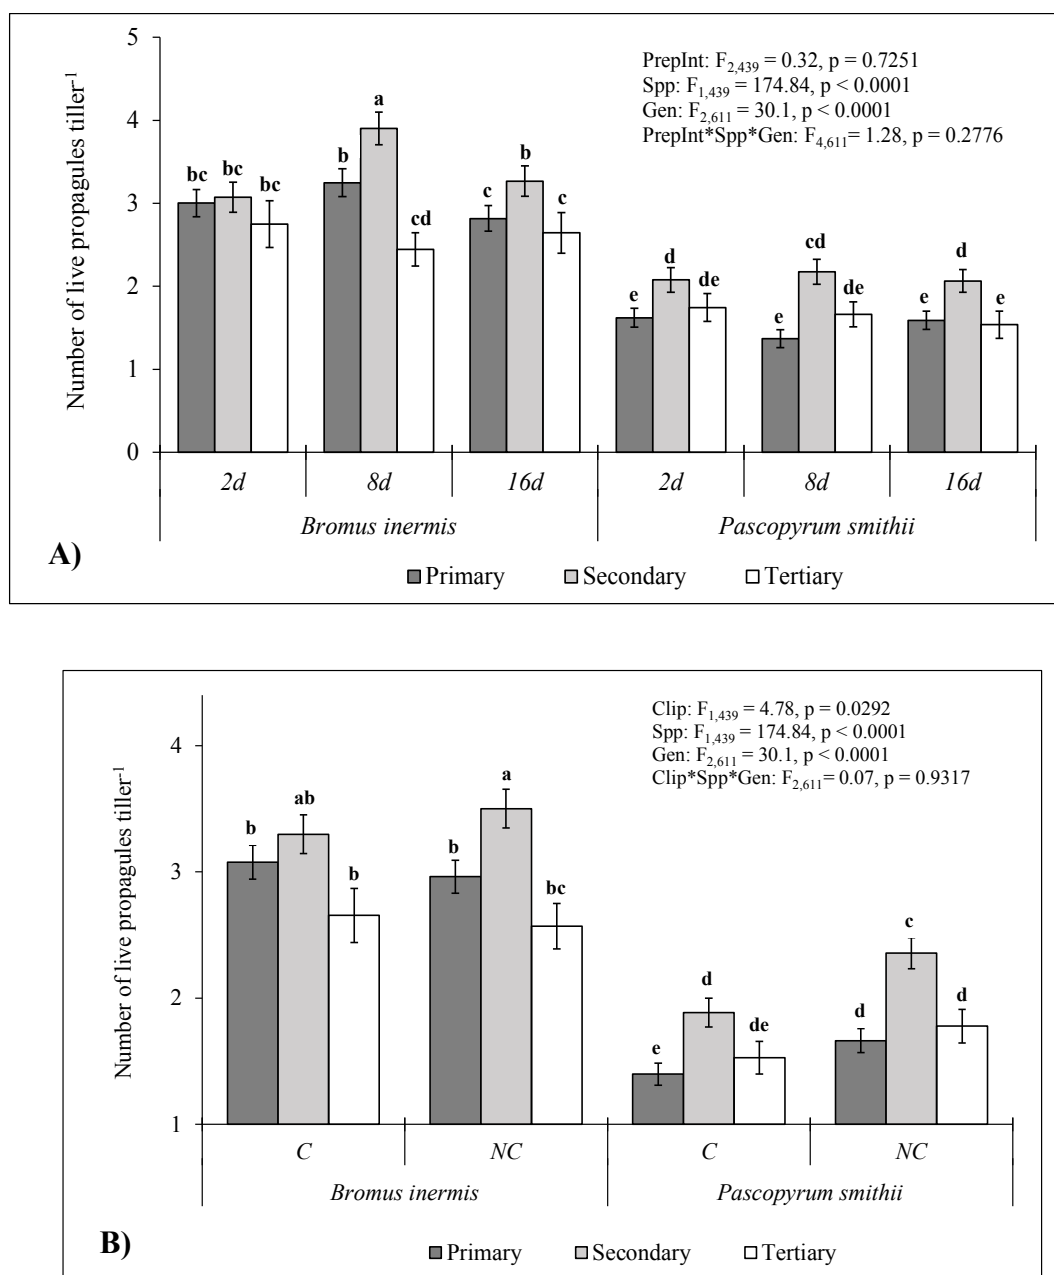 PrepInt: F2,439 = 0.32, p = 0.7251
Spp: F1,439 = 174.84, p < 0.0001
Gen: F2,611 = 30.1, p < 0.0001
PrepInt*Spp*Gen: F4,611= 1.28, p = 0.2776
Number of live propagules tiller-1
5
4
3
2
1
0
bc bc bc b a cd c b c e d de e cd de e d e
2d 8d 16d 2d 8d 16d
Bromus inermis Pascopyrum smithii
A)
Primary Secondary Tertiary
Clip: F1,439 = 4.78, p = 0.0292
Spp: F1,439 = 174.84, p < 0.0001
Gen: F2,611 = 30.1, p < 0.0001
Clip*Spp*Gen: F2,611= 0.07, p = 0.9317
Number of live propagules tiller-1
4
3
2
1
b ab b b a bc e d de d c d
C NC C NC
Bromus inermis Pascopyrum smithii
B)
Primary Secondary Tertiary